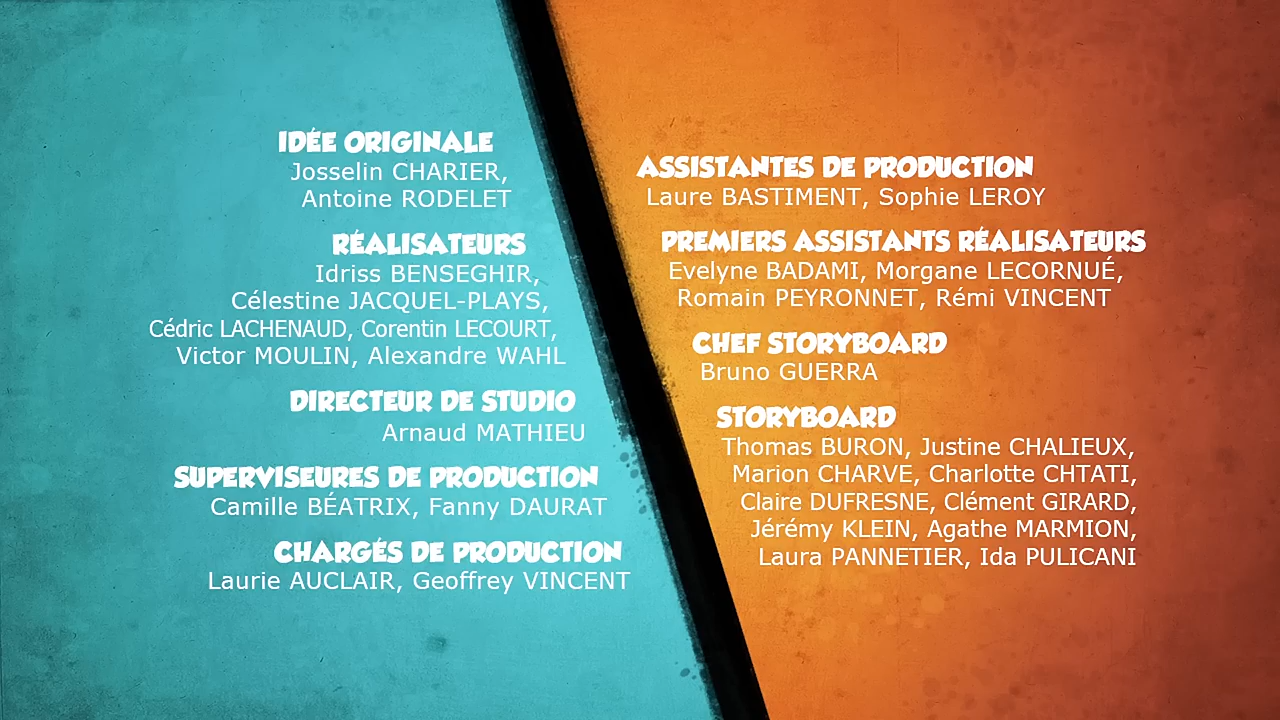 IDÉE ORIGINALE
Josselin CHARIER,
Antoine RODELET
RÉALISATEURS
Idriss BENSEGHIR,
Célestine JACQUEL-PLAYS,
Cédric LACHENAUD, Corentin LECOURT,
Victor MOULIN, Alexandre WAHL
DIRECTEUR DE STUDIO
Arnaud MATHIEU
SUPERVISEURES DE PRODUCTION
Camille BÉATRIX, Fanny DAURAT
CHARGÉS DE PRODUCTION
Laurie AUCLAIR, Geoffrey VINCENT
ASSISTANTES DE PRODUCTION
Laure BASTIMENT, Sophie LEROY
PREMIERS ASSISTANTS RÉALISATEURS
Evelyne BADAMI, Morgane LECORNUÉ,
Romain PEYRONNET, Rémi VINCENT
CHEF STORYBOARD
Bruno GUERRA
STORYBOARD
Thomas BURON, Justine CHALIEUX,
Marion CHARVE, Charlotte CHTATI,
Claire DUFRESNE, Clément GIRARD,
Jérémy KLEIN, Agathe MARMION,
Laura PANNETIER, Ida PULICANI